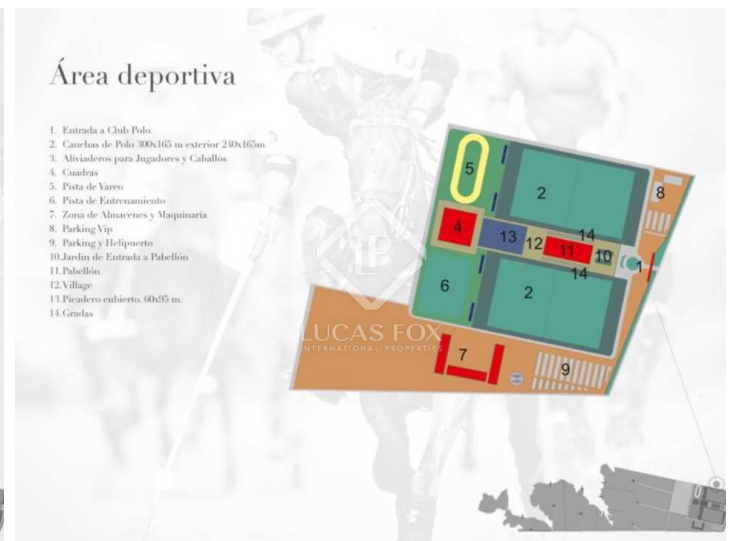 Área deportiva
1. Entrada a Club Polo.
2. Canchas de Polo 300x165 m exterior 240x165m
3. Aliviaderos para Jugadores y Caballos
4. Cuadras
5. Pista de Vareo
6. Pista de Entrenamiento
7. Zona de Almacenes y Maquinaria
8. Parking Vip
9. Parking y Helipuerto
10.Jardín de Entrada a Pabellón
11.Pabellón
12.Village
13.Picadero cubierto, 60x95 m.
14.Gradas
5
2
8
4
13
12
14
11
10
1
14
6
2
7
9
LF
LUCAS FOX
INTERNATIONAL PROPERTIES